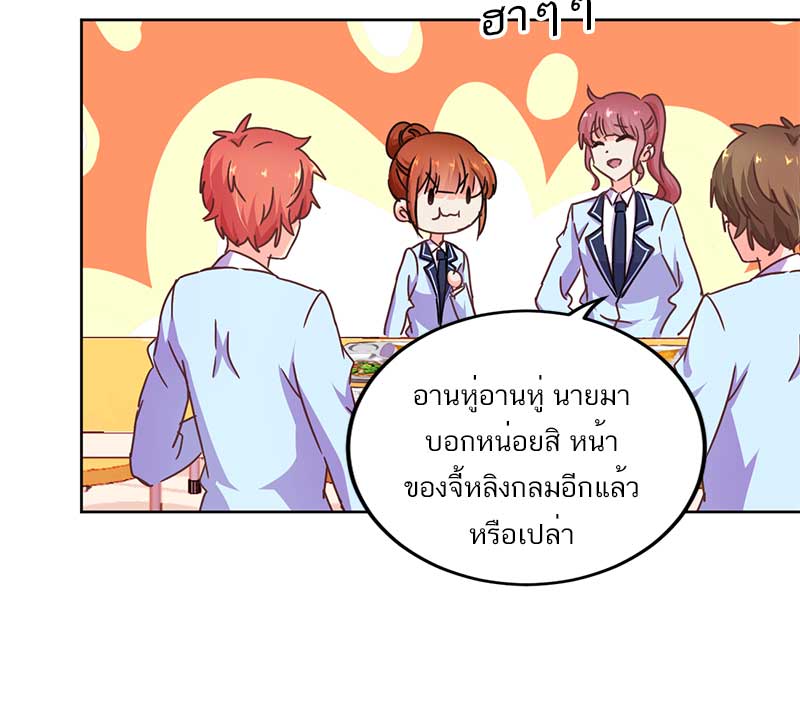 ฮาๆๆ
อานหู่อานหู่ นายมา
บอกหน่อยสิ หน้า
ของจี้หลิงกลมอีกแล้ว
หรือเปล่า